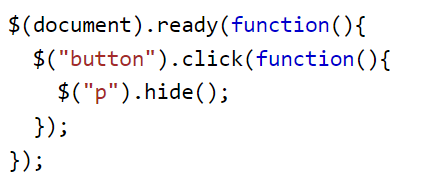 $(document).ready(function(){
  $("button").click(function(){
    $("p").hide();
  });
});